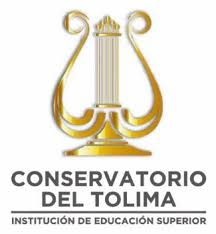 CONSERVATORIO
DEL TOLIMA
INSTITUCIÓN DE EDUCACIÓN SUPERIOR